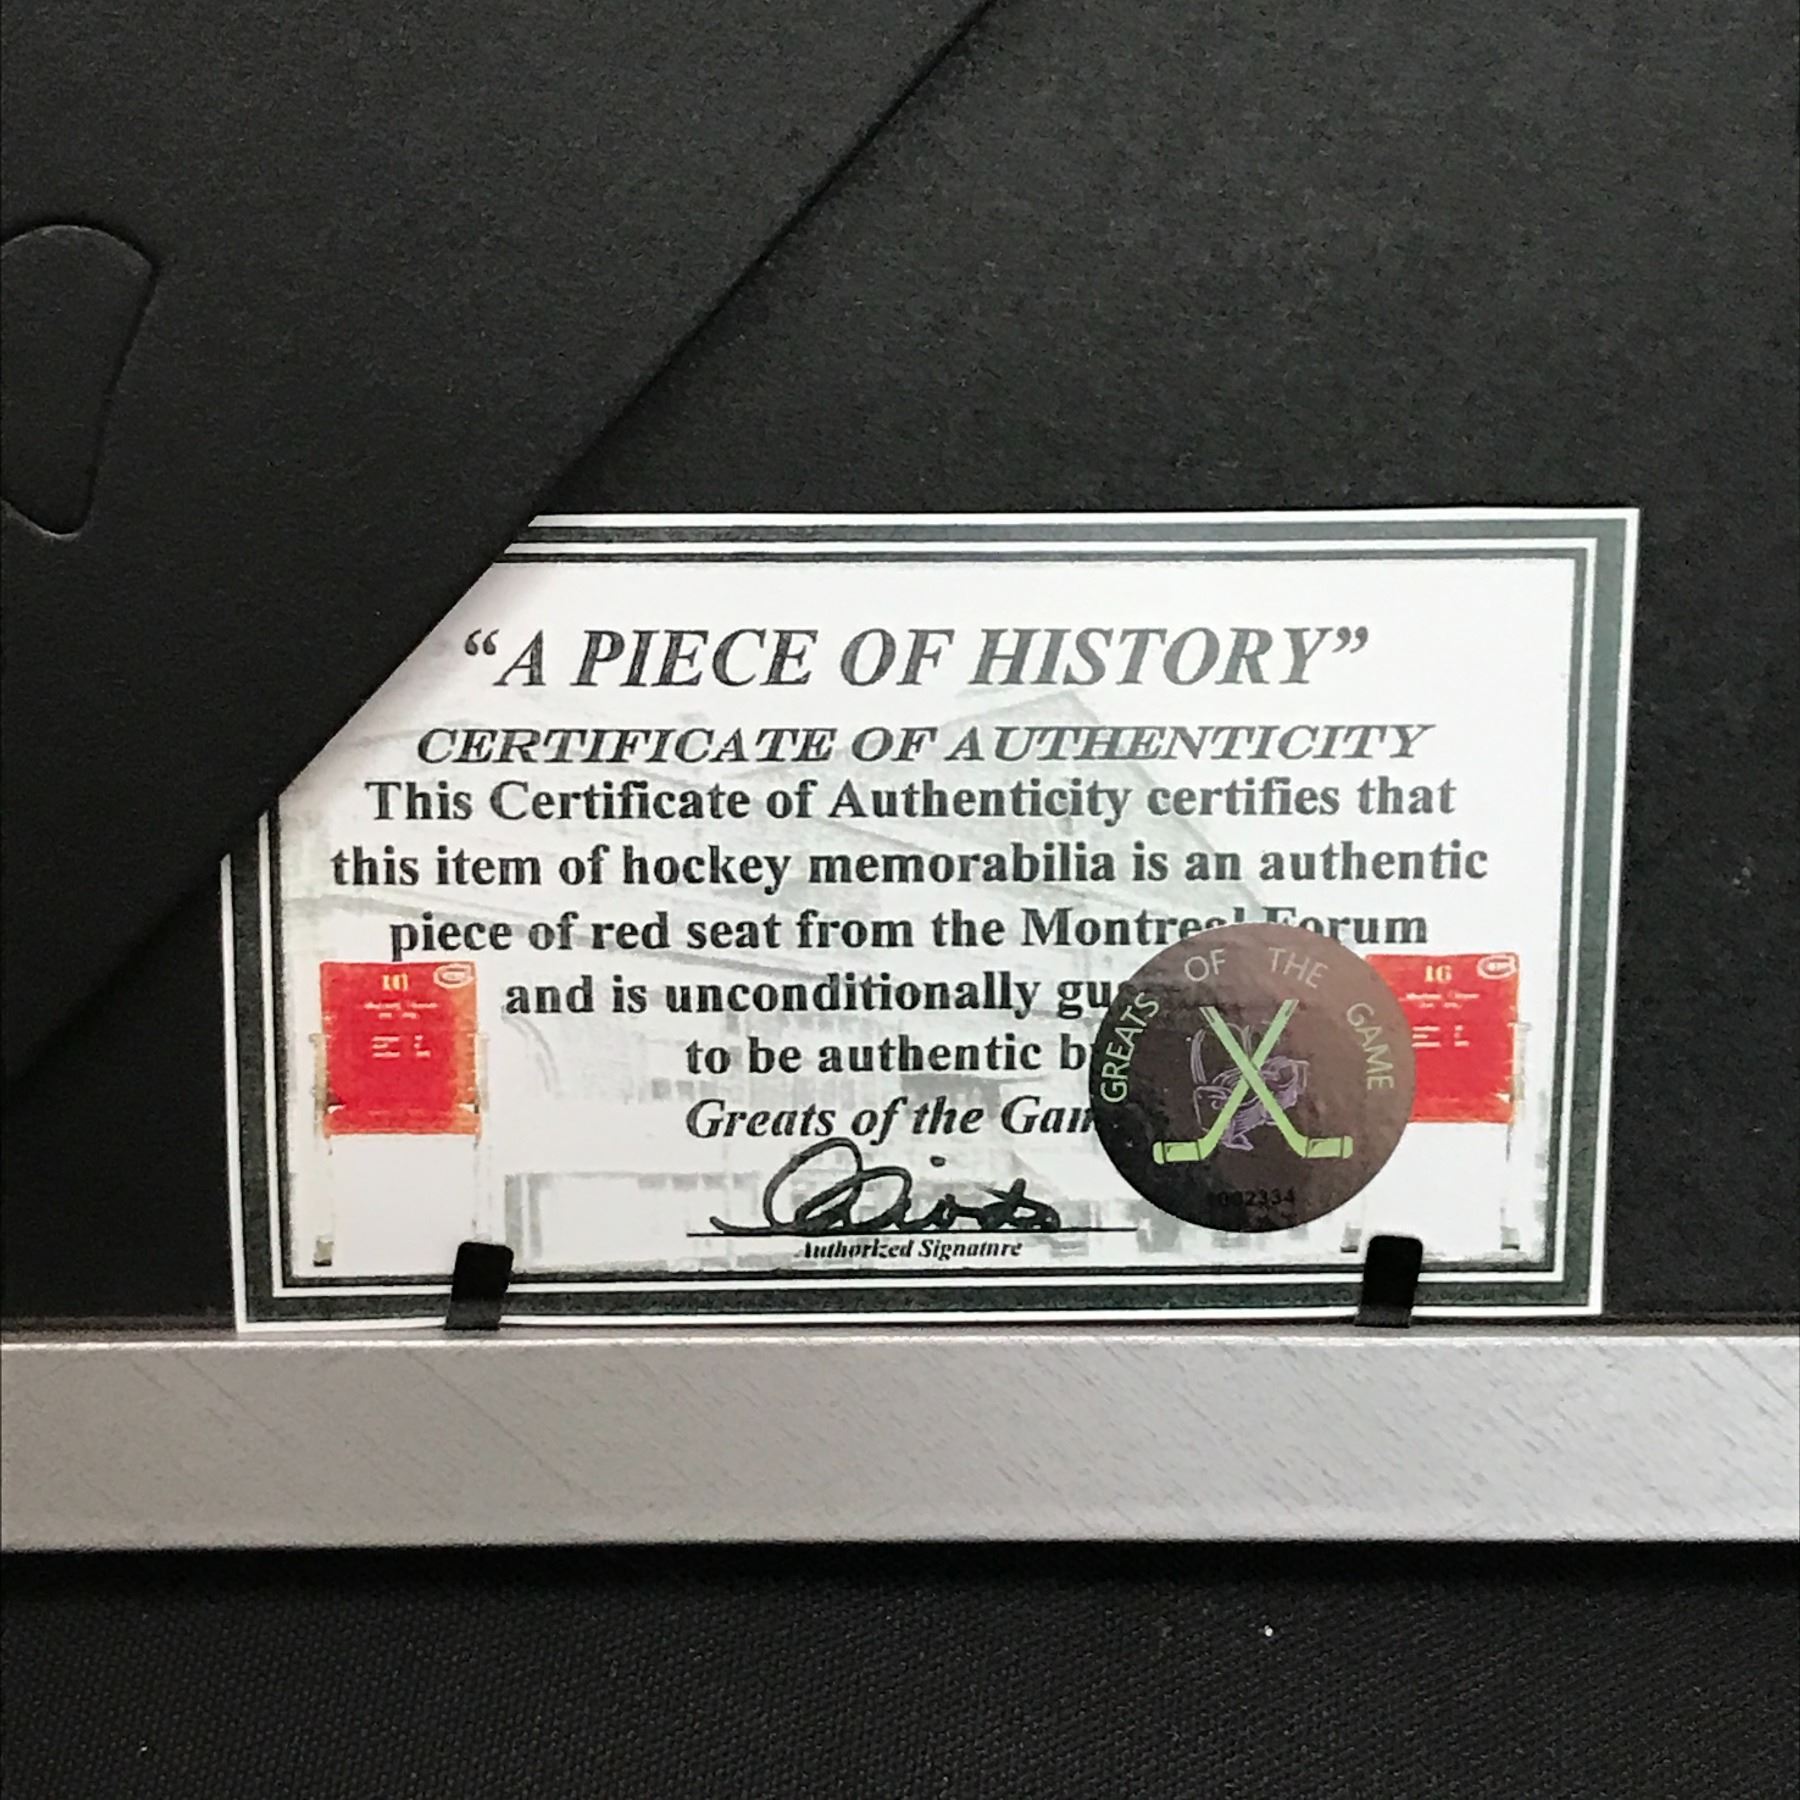 “A PIECE OF HISTORY”
CERTIFICATE OF AUTHENTICITY
This Certificate of Authenticity certifies that
this item of hockey memorabilia is an authentic
piece of red seat from the Montreal Forum
and is unconditionally
to be authentic
Greats of the
Authorized Signature
GREATS OF THE GAME
16
16